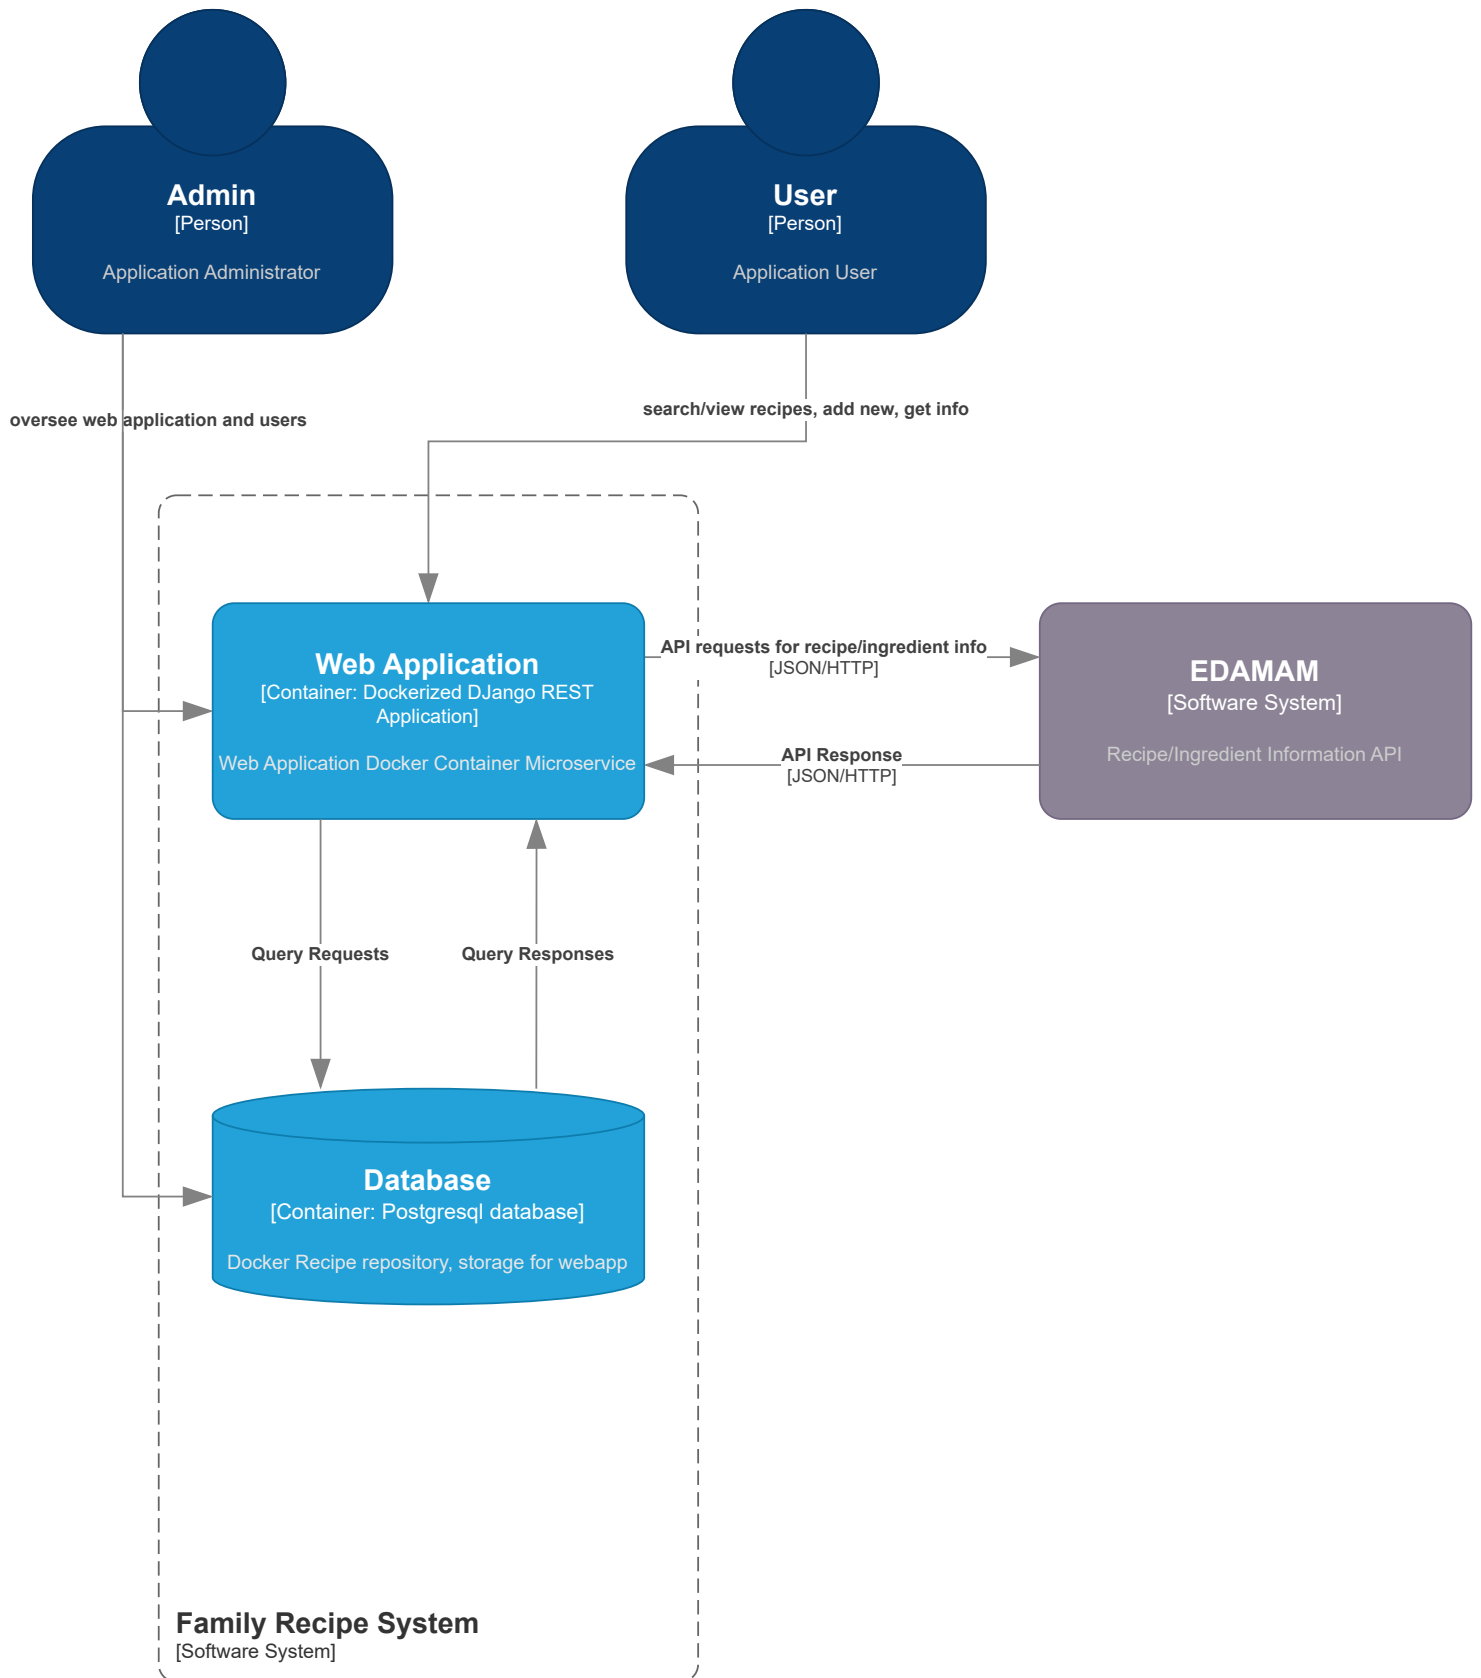 Admin
[Person]
Application Administrator
User
[Person]
Application User
oversee web application and users
search/view recipes, add new, get info
Web Application
[Container: Dockerized DJango REST
Application]
Web Application Docker Container Microservice
API requests for recipe/ingredient info
[JSON/HTTP]
EDAMAM
[Software System]
Recipe/Ingredient Information API
API Response
[JSON/HTTP]
Query Requests
Query Responses
Database
[Container: Postgresql database]
Docker Recipe repository, storage for webapp
Family Recipe System
[Software System]